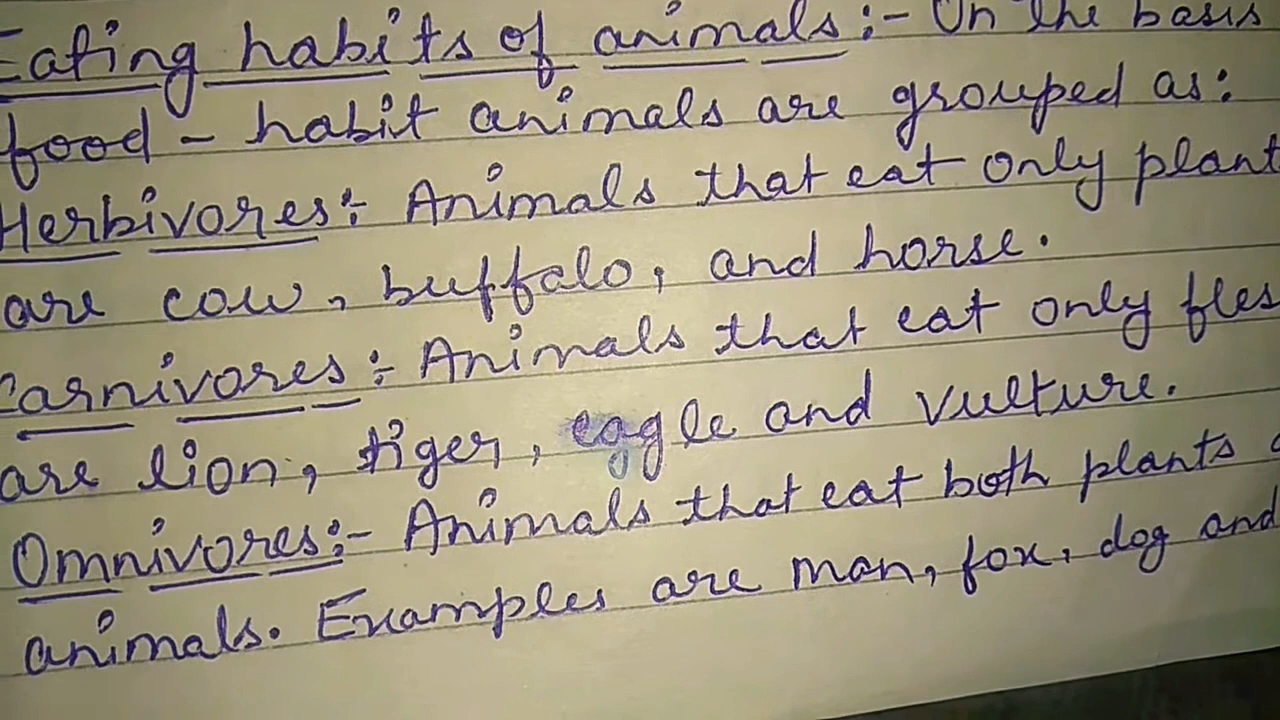 Eating habits of animals:- On the basis
food - habit animals are grouped as:
Herbivores:- Animals that eat only plant
are cow, buffalo, and horse.
Carnivores:- Animals that eat only fles
are lion, tiger, eagle and vulture.
Omnivores:- Animals that eat both plants
animals. Examples are man, fox, dog and